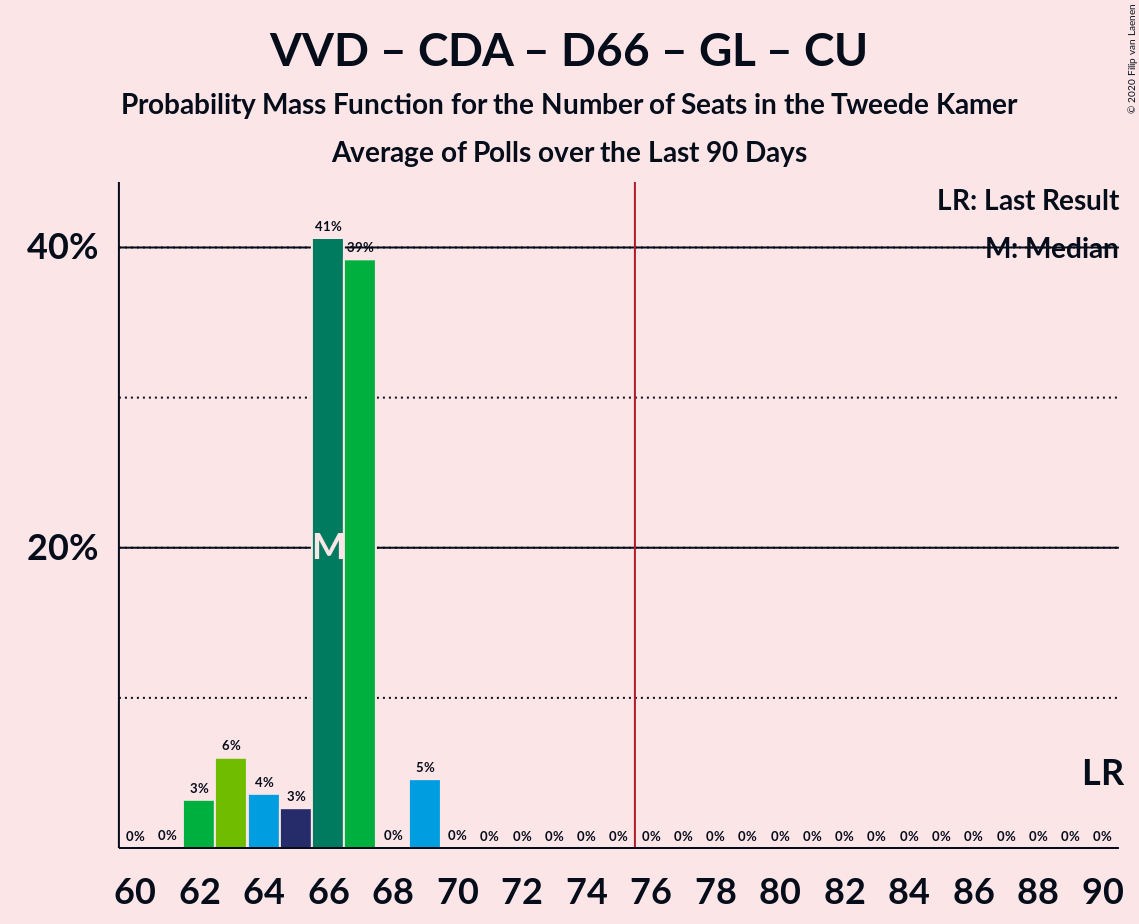 VVD – CDA – D66 – GL – CU
Probability Mass Function for the Number of Seats in the Tweede Kamer
Average of Polls over the Last 90 Days
© 2020 Filip van Laenen
LR: Last Result
M: Median
40%
20%
0% 0% 3% 6% 4% 3% 41% 39% 0% 5% 0% 0% 0% 0% 0% 0% 0% 0% 0% 0% 0% 0% 0% 0% 0% 0% 0% 0% 0% 0% 0%
M
LR
60 62 64 66 68 70 72 74 76 78 80 82 84 86 88 90